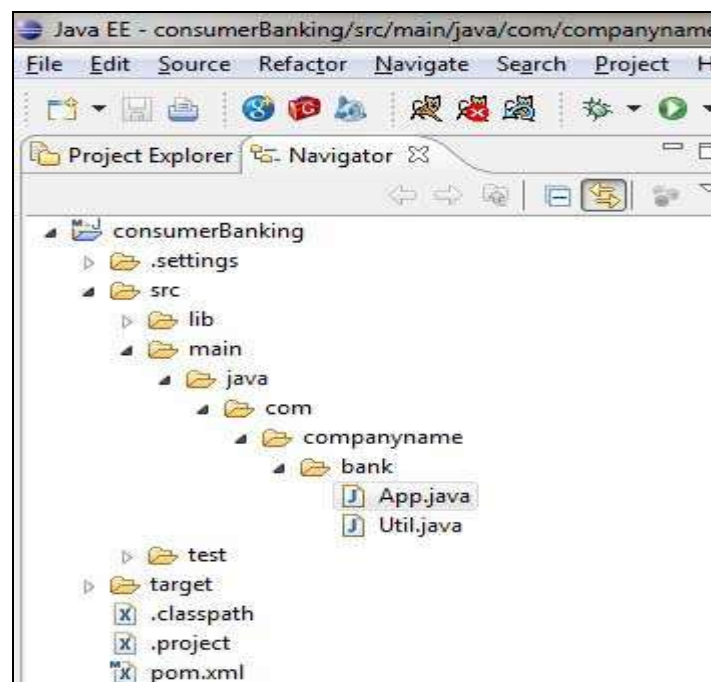 Java EE - consumerBanking/src/main/java/com/companyname
File Edit Source Refactor Navigate Search Project H
Project Explorer Navigator
consumerBanking
.settings
src
lib
main
java
com
companyname
bank
App.java
Util.java
test
target
.classpath
.project
pom.xml